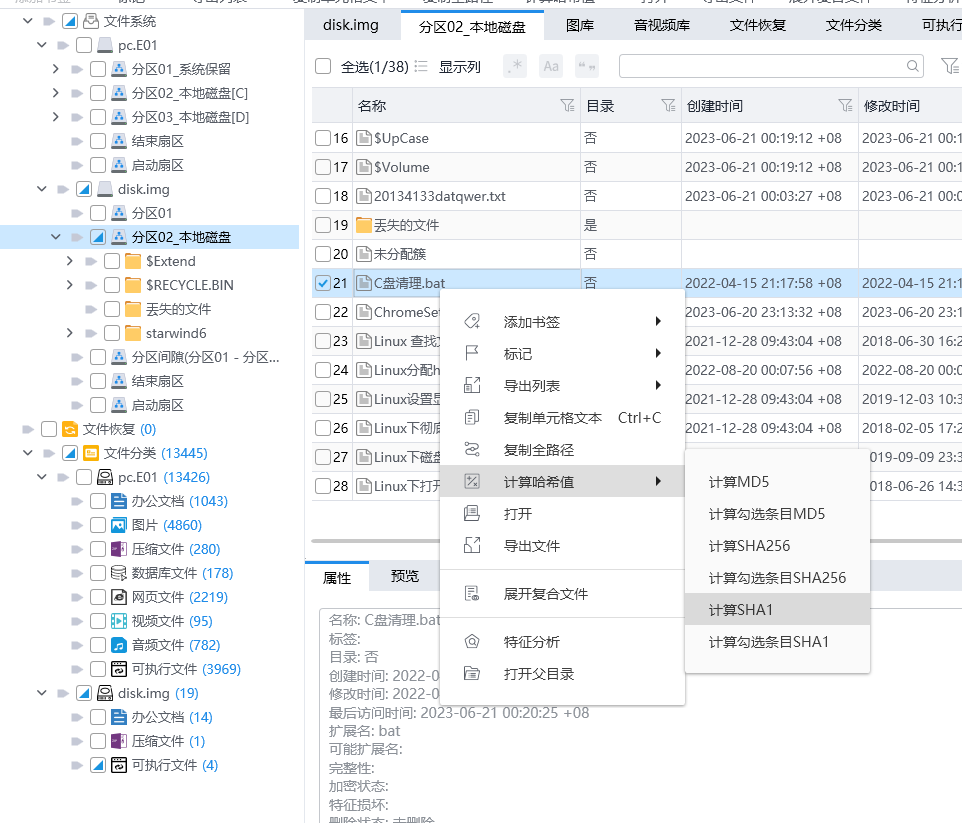 文件系统
pc.E01
分区01_系统保留
分区02_本地磁盘[C]
分区03_本地磁盘[D]
结束扇区
启动扇区
disk.img
分区01
分区02_本地磁盘
$Extend
$RECYCLE.BIN
丢失的文件
starwind6
分区间隙(分区01 - 分区...
结束扇区
启动扇区
文件恢复 (0)
文件分类 (13445)
pc.E01 (13426)
办公文档 (1043)
图片 (4860)
压缩文件 (280)
数据库文件 (178)
网页文件 (2219)
视频文件 (95)
音频文件 (782)
可执行文件 (3969)
disk.img (19)
办公文档 (14)
压缩文件 (1)
可执行文件 (4)
disk.img 分区02_本地磁盘 图库 音视频库 文件恢复 文件分类 可执行
全选(1/38) 显示列 .* Aa
名称 目录 创建时间 修改时间
16 $UpCase 否 2023-06-21 00:19:12 +08 2023-06-21 00:1
17 $Volume 否 2023-06-21 00:19:12 +08 2023-06-21 00:1
18 20134133datqwer.txt 否 2023-06-21 00:03:27 +08 2023-06-21 00:0
19 丢失的文件 是
20 未分配簇 否
21 C盘清理.bat 否 2022-04-15 21:17:58 +08 2022-04-15 21:1
22 ChromeSet 2023-06-20 23:13:32 +08 2023-06-20 23:1
23 Linux 查找 2021-12-28 09:43:04 +08 2018-06-30 16:2
24 Linux分配h 2022-08-20 00:07:56 +08 2022-08-20 00:0
25 Linux设置显 2021-12-28 09:43:04 +08 2019-12-03 10:3
26 Linux下彻底 2021-12-28 09:43:04 +08 2018-02-05 17:2
27 Linux下磁盘 2019-09-09 23:3
28 Linux下打开 2018-06-26 14:3
添加书签
标记
导出列表
复制单元格文本 Ctrl+C
复制全路径
计算哈希值
打开
导出文件
展开复合文件
特征分析
打开父目录
计算MD5
计算勾选条目MD5
计算SHA256
计算勾选条目SHA256
计算SHA1
计算勾选条目SHA1
属性 预览
名称: C盘清理.bat
标签:
目录: 否
创建时间: 2022-0
修改时间: 2022-0
最后访问时间: 2023-06-21 00:20:25 +08
扩展名: bat
可能扩展名:
完整性:
加密状态:
特征损坏:
删除状态: 未删除